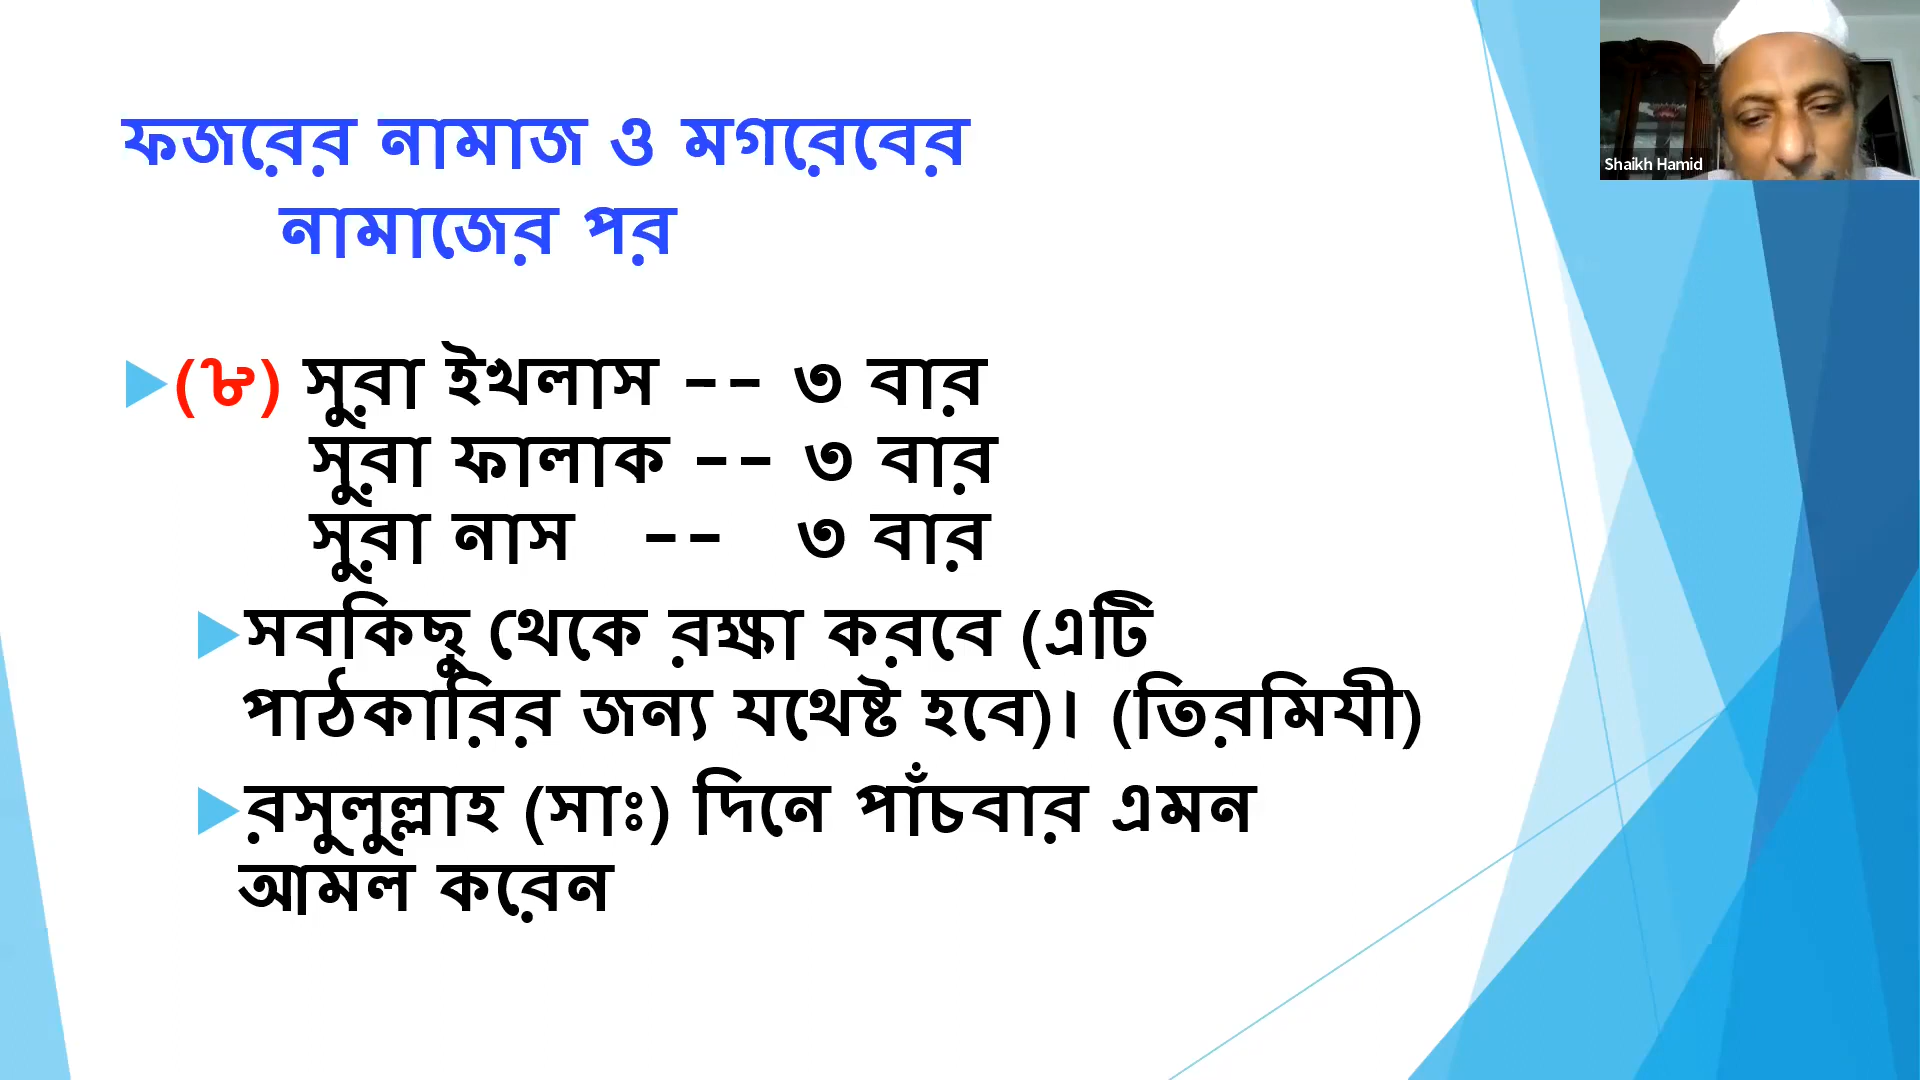 ফজরের নামাজ ও মগরেবের
নামাজের পর
(৮) সুরা ইখলাস -- ৩ বার
সুরা ফালাক -- ৩ বার
সুরা নাস -- ৩ বার
সবকিছু থেকে রক্ষা করবে (এটি
পাঠকারির জন্য যথেষ্ট হবে)। (তিরমিযী)
রসুলুল্লাহ (সাঃ) দিনে পাঁচবার এমন
আমল করেন
Shaikh Hamid